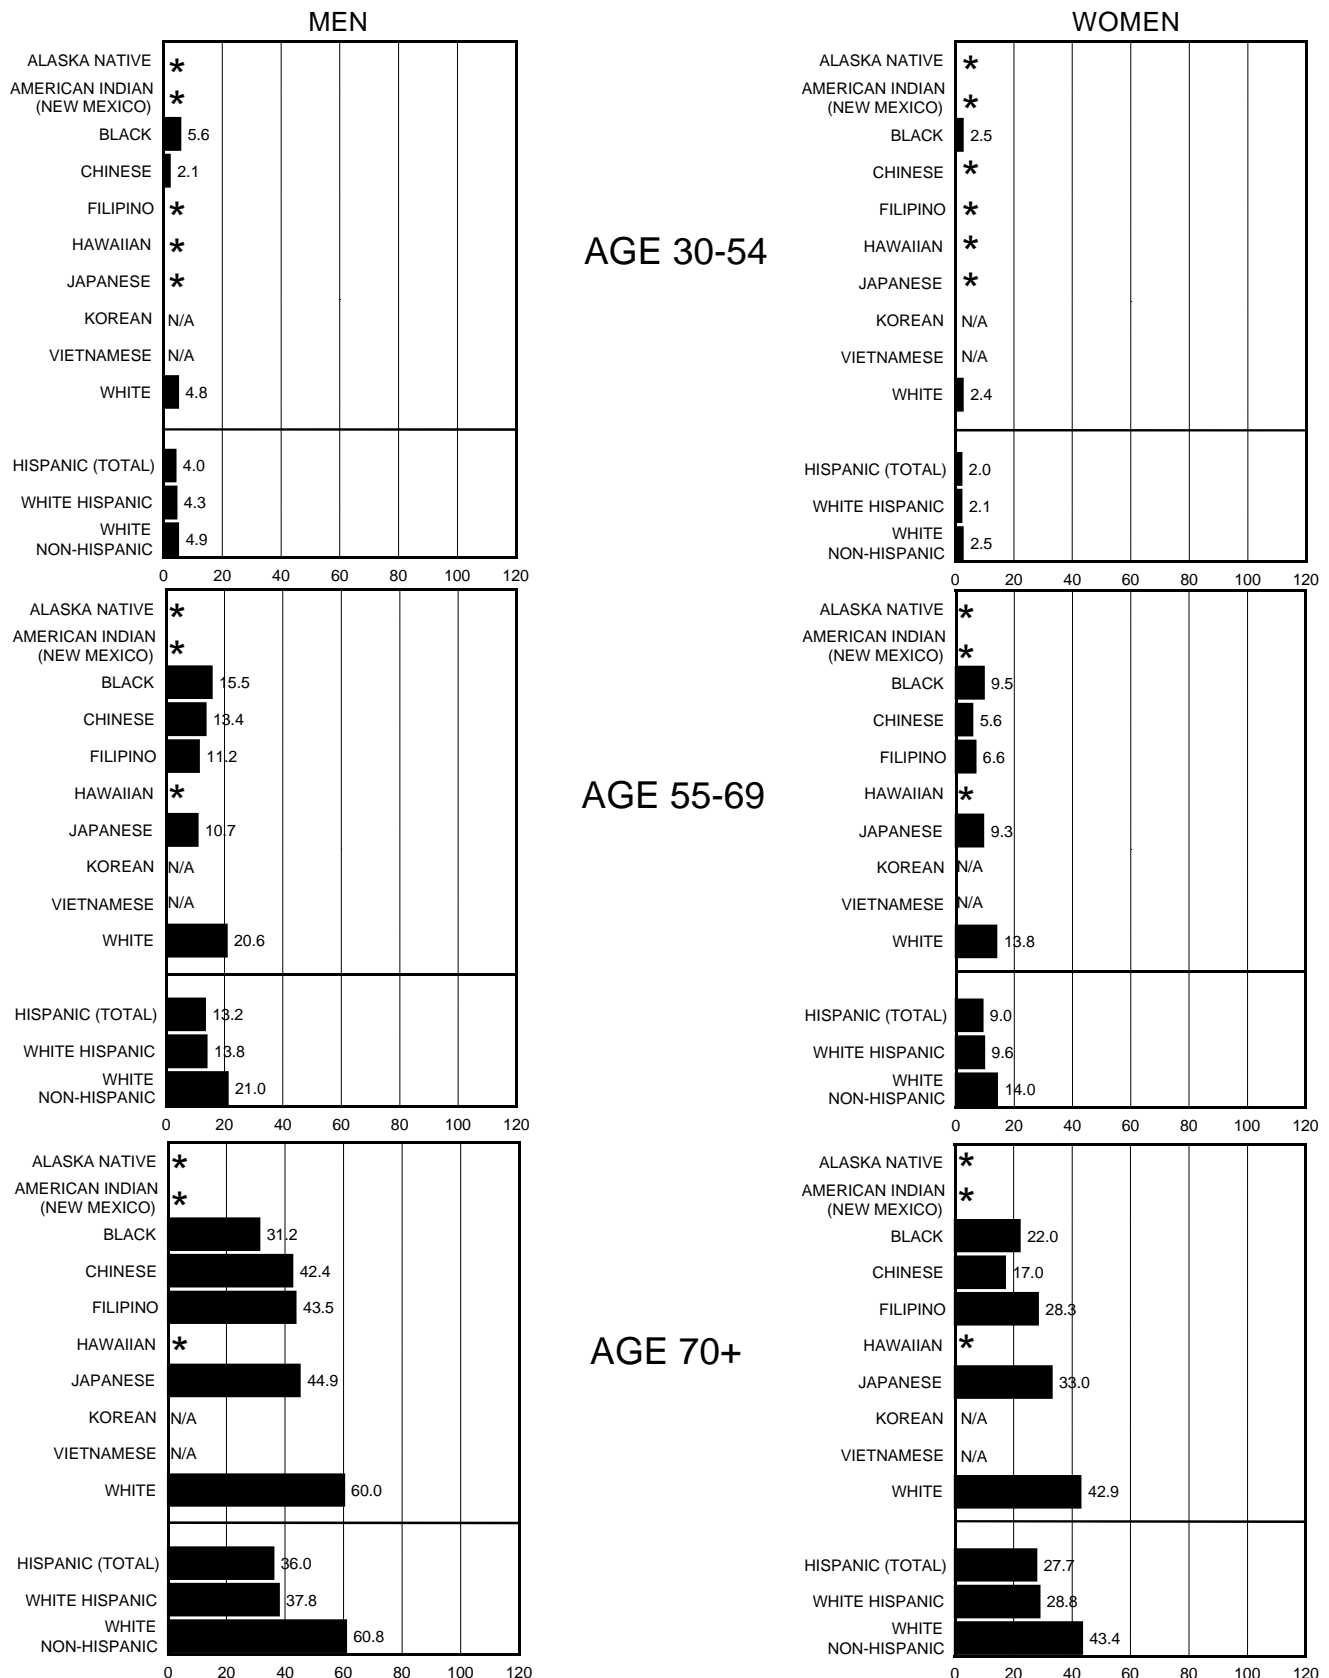 MEN
ALASKA NATIVE *
AMERICAN INDIAN
(NEW MEXICO) *
BLACK 5.6
CHINESE 2.1
FILIPINO *
HAWAIIAN *
JAPANESE *
KOREAN N/A
VIETNAMESE N/A
WHITE 4.8
HISPANIC (TOTAL) 4.0
WHITE HISPANIC 4.3
WHITE
NON-HISPANIC 4.9
0 20 40 60 80 100 120
AGE 30-54
WOMEN
ALASKA NATIVE *
AMERICAN INDIAN
(NEW MEXICO) *
BLACK 2.5
CHINESE *
FILIPINO *
HAWAIIAN *
JAPANESE *
KOREAN N/A
VIETNAMESE N/A
WHITE 2.4
HISPANIC (TOTAL) 2.0
WHITE HISPANIC 2.1
WHITE
NON-HISPANIC 2.5
0 20 40 60 80 100 120
ALASKA NATIVE *
AMERICAN INDIAN
(NEW MEXICO) *
BLACK 15.5
CHINESE 13.4
FILIPINO 11.2
HAWAIIAN *
JAPANESE 10.7
KOREAN N/A
VIETNAMESE N/A
WHITE 20.6
HISPANIC (TOTAL) 13.2
WHITE HISPANIC 13.8
WHITE
NON-HISPANIC 21.0
0 20 40 60 80 100 120
AGE 55-69
ALASKA NATIVE *
AMERICAN INDIAN
(NEW MEXICO) *
BLACK 9.5
CHINESE 5.6
FILIPINO 6.6
HAWAIIAN *
JAPANESE 9.3
KOREAN N/A
VIETNAMESE N/A
WHITE 13.8
HISPANIC (TOTAL) 9.0
WHITE HISPANIC 9.6
WHITE
NON-HISPANIC 14.0
0 20 40 60 80 100 120
ALASKA NATIVE *
AMERICAN INDIAN
(NEW MEXICO) *
BLACK 31.2
CHINESE 42.4
FILIPINO 43.5
HAWAIIAN *
JAPANESE 44.9
KOREAN N/A
VIETNAMESE N/A
WHITE 60.0
HISPANIC (TOTAL) 36.0
WHITE HISPANIC 37.8
WHITE
NON-HISPANIC 60.8
0 20 40 60 80 100 120
AGE 70+
ALASKA NATIVE *
AMERICAN INDIAN
(NEW MEXICO) *
BLACK 22.0
CHINESE 17.0
FILIPINO 28.3
HAWAIIAN *
JAPANESE 33.0
KOREAN N/A
VIETNAMESE N/A
WHITE 42.9
HISPANIC (TOTAL) 27.7
WHITE HISPANIC 28.8
WHITE
NON-HISPANIC 43.4
0 20 40 60 80 100 120